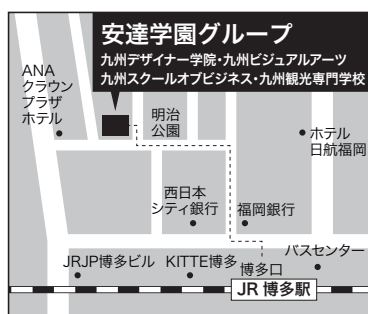 安達学園グループ
九州デザイナー学院・九州ビジュアルアーツ
九州スクールオブビジネス・九州観光専門学校
ANA
クラウン
プラザ
ホテル
明治
公園
ホテル
日航福岡
西日本
シティ銀行
福岡銀行
JRJP博多ビル
KITTE博多
博多口
バスセンター
JR 博多駅